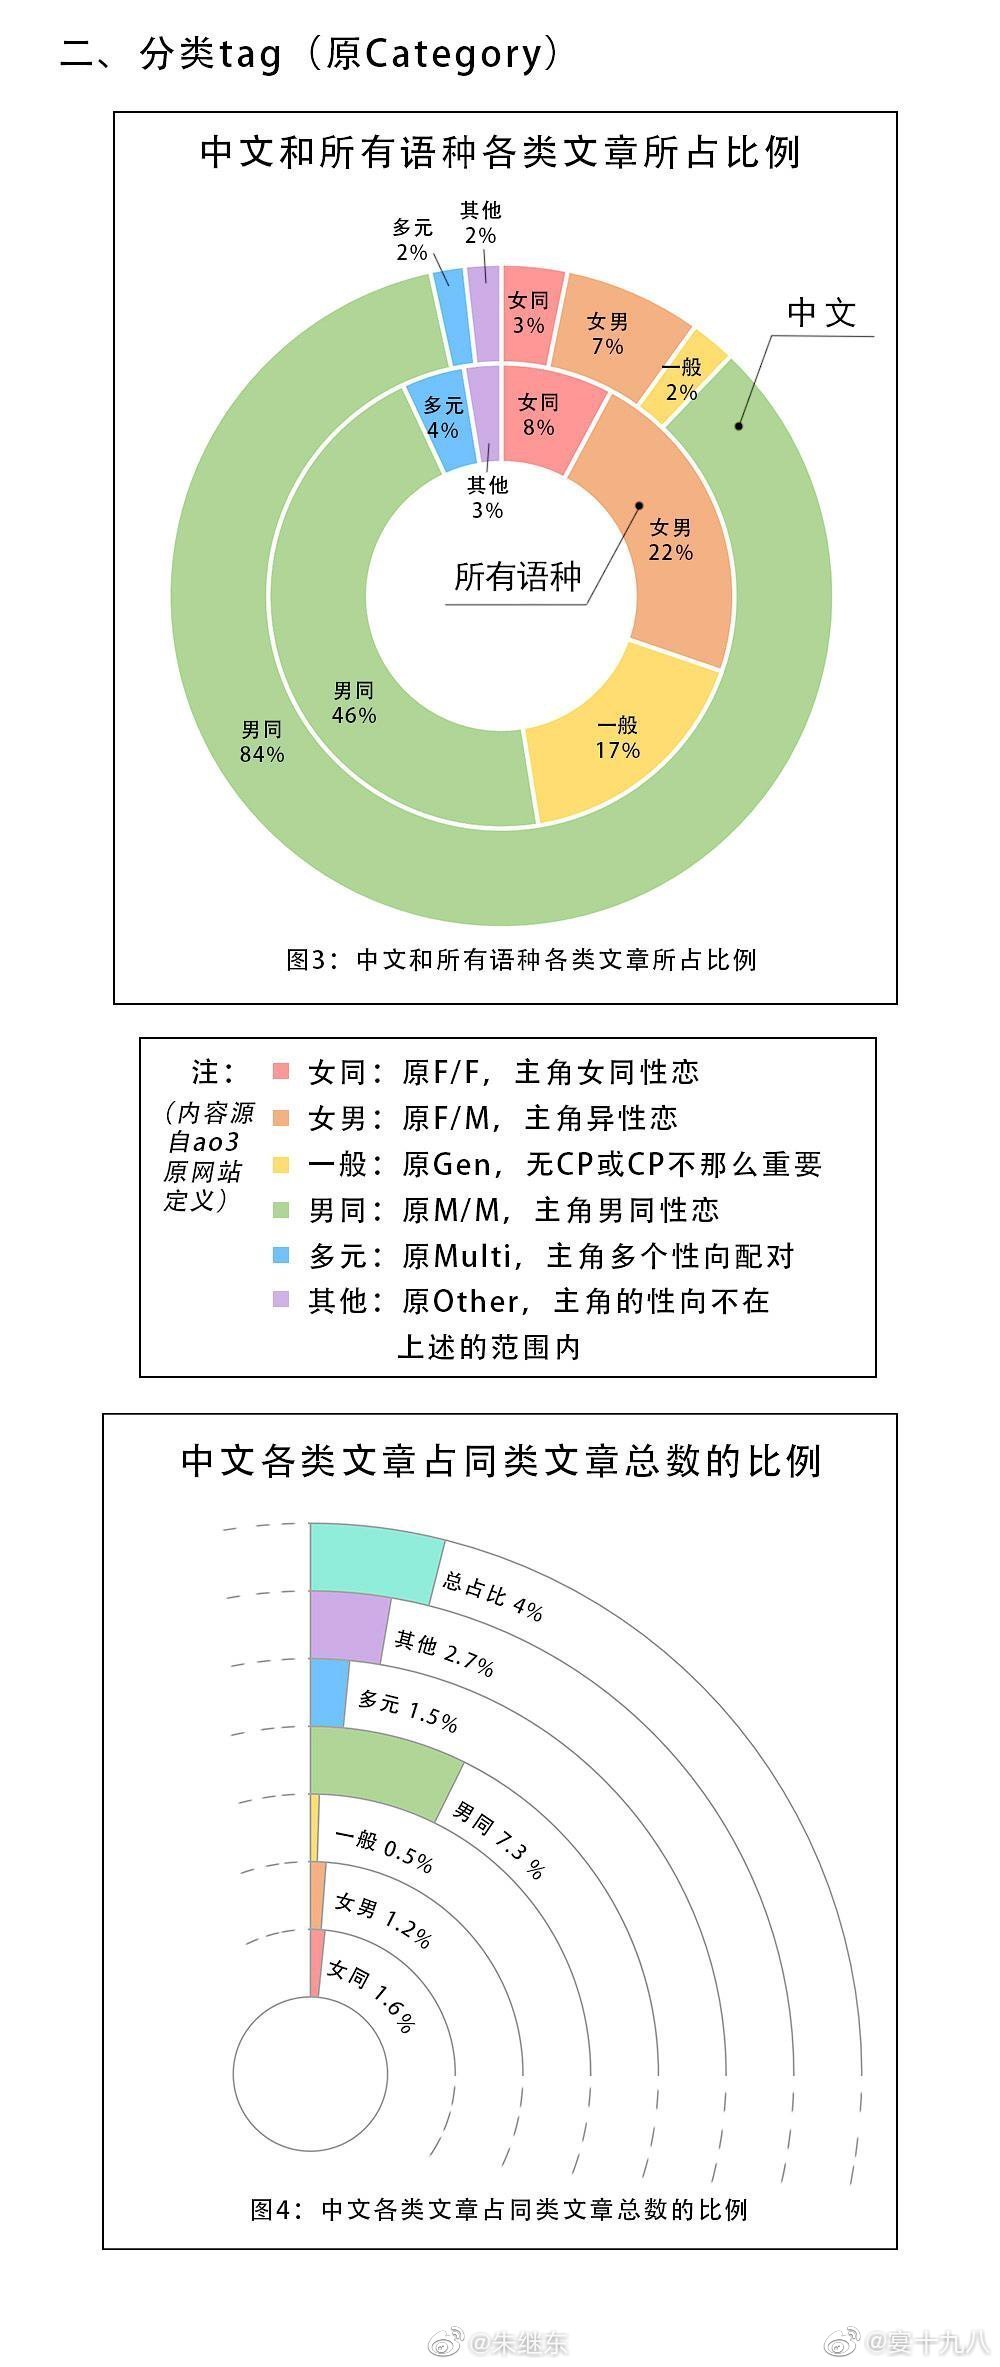 二、分类tag（原Category）
中文和所有语种各类文章所占比例
其他
2%
多元
2%
女同
3%
女男
7%
一般
2%
中文
多元
4%
女同
8%
其他
3%
女男
22%
所有语种
男同
46%
男同
84%
一般
17%
图3：中文和所有语种各类文章所占比例
注：
（内容源
自ao3
原网站
定义）
女同：原F/F，主角女同性恋
女男：原F/M，主角异性恋
一般：原Gen，无CP或CP不那么重要
男同：原M/M，主角男同性恋
多元：原Multi，主角多个性向配对
其他：原Other，主角的性向不在
上述的范围内
中文各类文章占同类文章总数的比例
总占比 4%
其他 2.7%
多元 1.5%
男同 7.3 %
一般 0.5%
女男 1.2%
女同 1.6%
图4：中文各类文章占同类文章总数的比例
@朱继东
@宴十九八